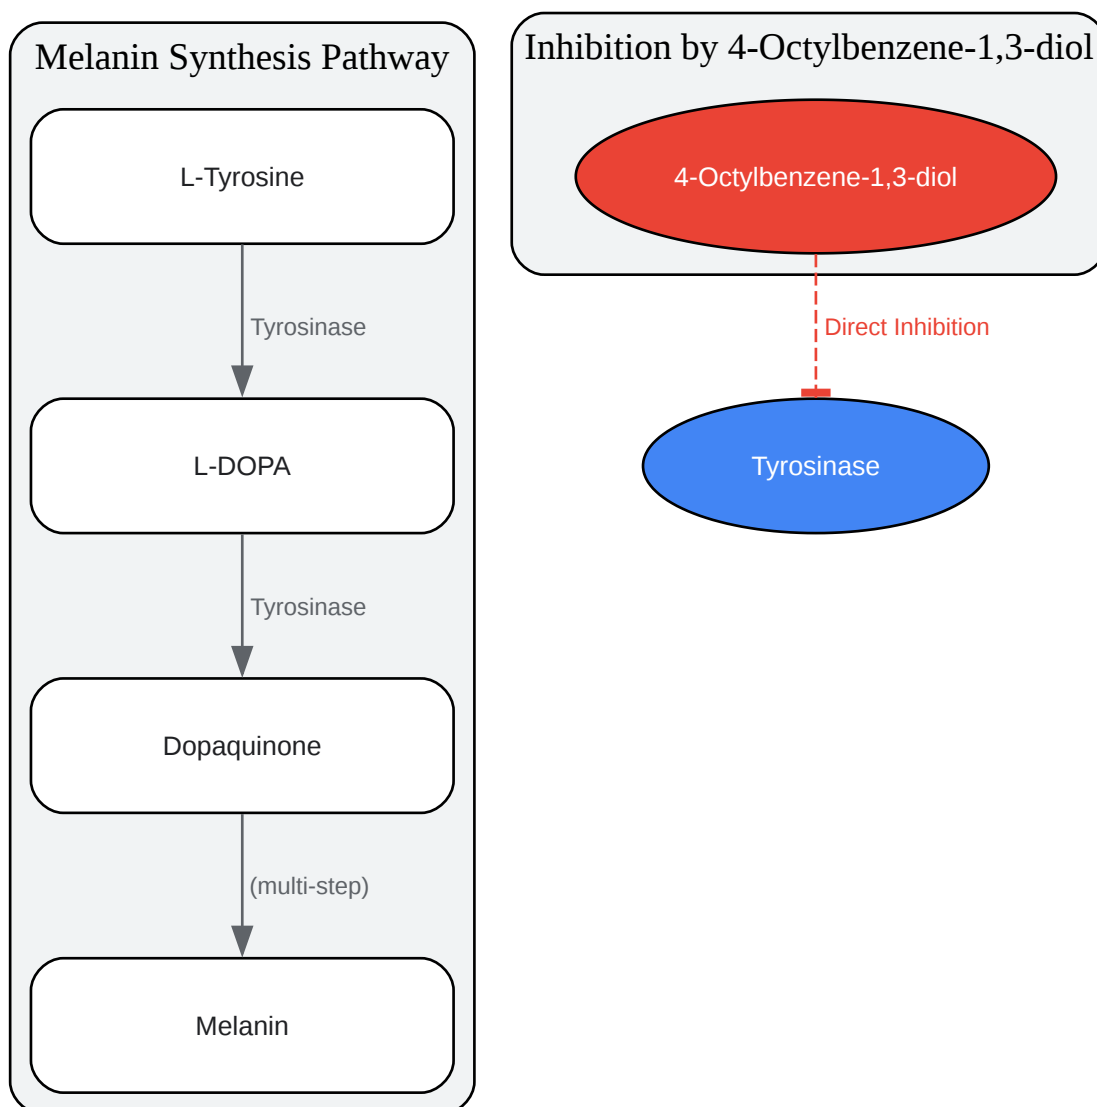 Melanin Synthesis Pathway
L-Tyrosine
Tyrosinase
L-DOPA
Tyrosinase
Dopaquinone
(multi-step)
Melanin
Inhibition by 4-Octylbenzene-1,3-diol
4-Octylbenzene-1,3-diol
Direct Inhibition
Tyrosinase